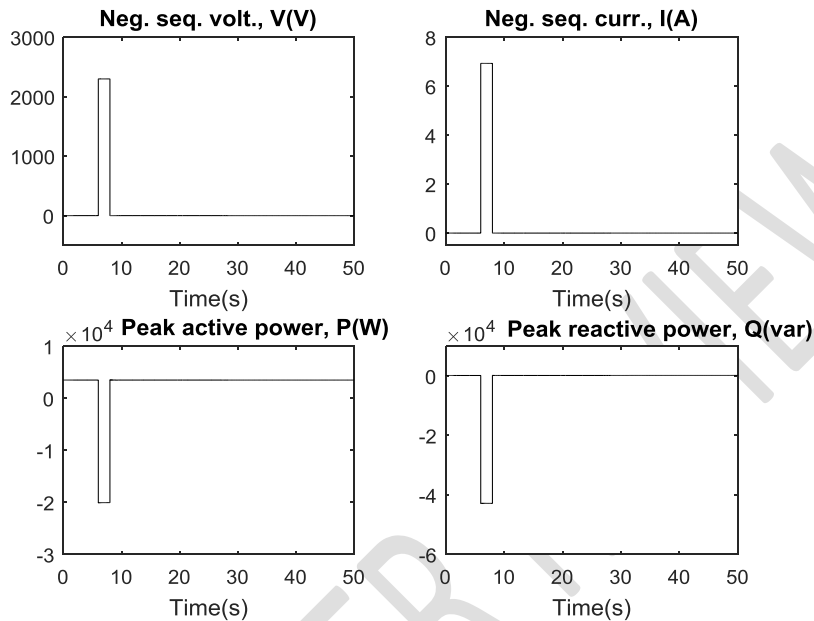 Neg. seq. volt., V(V)
3000
2000
1000
0
0 10 20 30 40 50
Time(s)
Neg. seq. curr., I(A)
8
6
4
2
0
0 10 20 30 40 50
Time(s)
×10⁴ Peak active power, P(W)
1
0
-1
-2
-3
0 10 20 30 40 50
Time(s)
×10⁴ Peak reactive power, Q(var)
0
-2
-4
-6
0 10 20 30 40 50
Time(s)